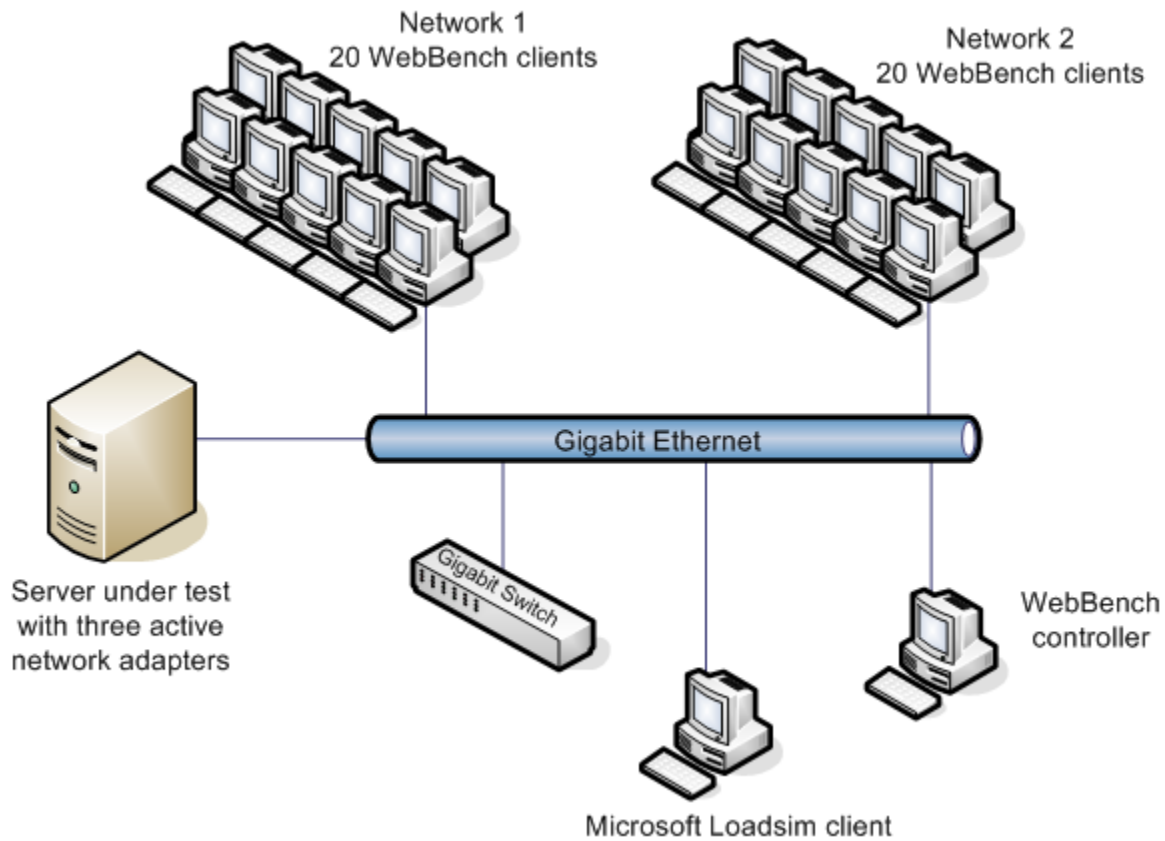 Network 1
20 WebBench clients
Network 2
20 WebBench clients
Gigabit Ethernet
Gigabit Switch
Server under test
with three active
network adapters
WebBench
controller
Microsoft Loadsim client